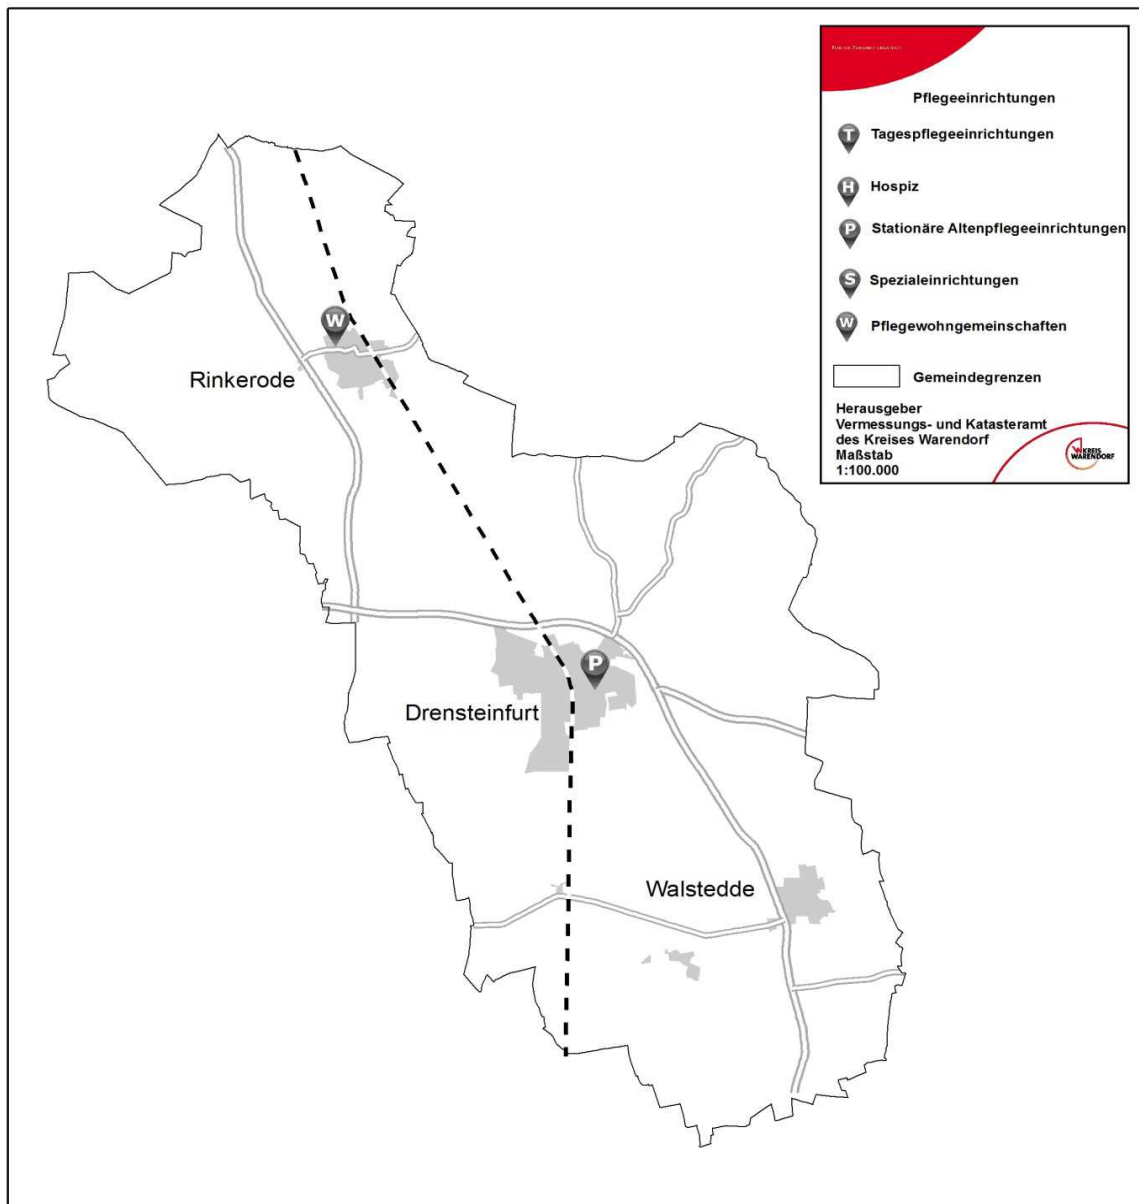 Pflegeeinrichtungen
T Tagespflegeeinrichtungen
H Hospiz
P Stationäre Altenpflegeeinrichtungen
S Spezialeinrichtungen
W Pflegewohngemeinschaften
Gemeindegrenzen
Herausgeber
Vermessungs- und Katasteramt
des Kreises Warendorf
Maßstab
1:100.000
KREIS
WARENDORF
W
Rinkerode
P
Drensteinfurt
Walstedde